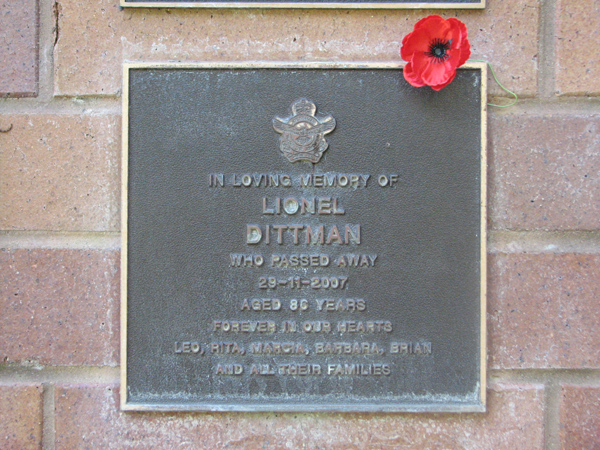 IN LOVING MEMORY OF
LIONEL
DITTMAN
WHO PASSED AWAY
29-11-2007
AGED 86 YEARS
FOREVER IN OUR HEARTS
LEO, RITA, MARCIA, BARBARA, BRIAN
AND ALL THEIR FAMILIES